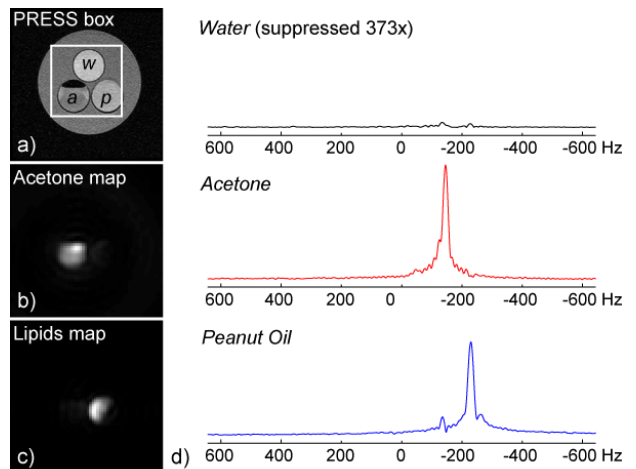 PRESS box
w
a p
a)
Acetone map
b)
Lipids map
c)
d)
Water (suppressed 373x)
600 400 200 0 -200 -400 -600 Hz
Acetone
600 400 200 0 -200 -400 -600 Hz
Peanut Oil
600 400 200 0 -200 -400 -600 Hz